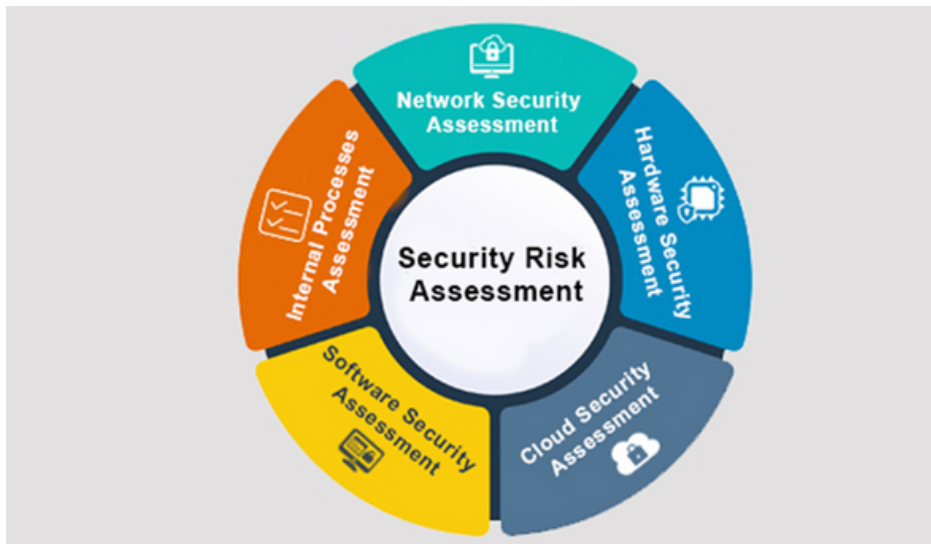 Network Security
Assessment
Hardware Security
Assessment
Cloud Security
Assessment
Software Security
Assessment
Internal Processes
Assessment
Security Risk
Assessment